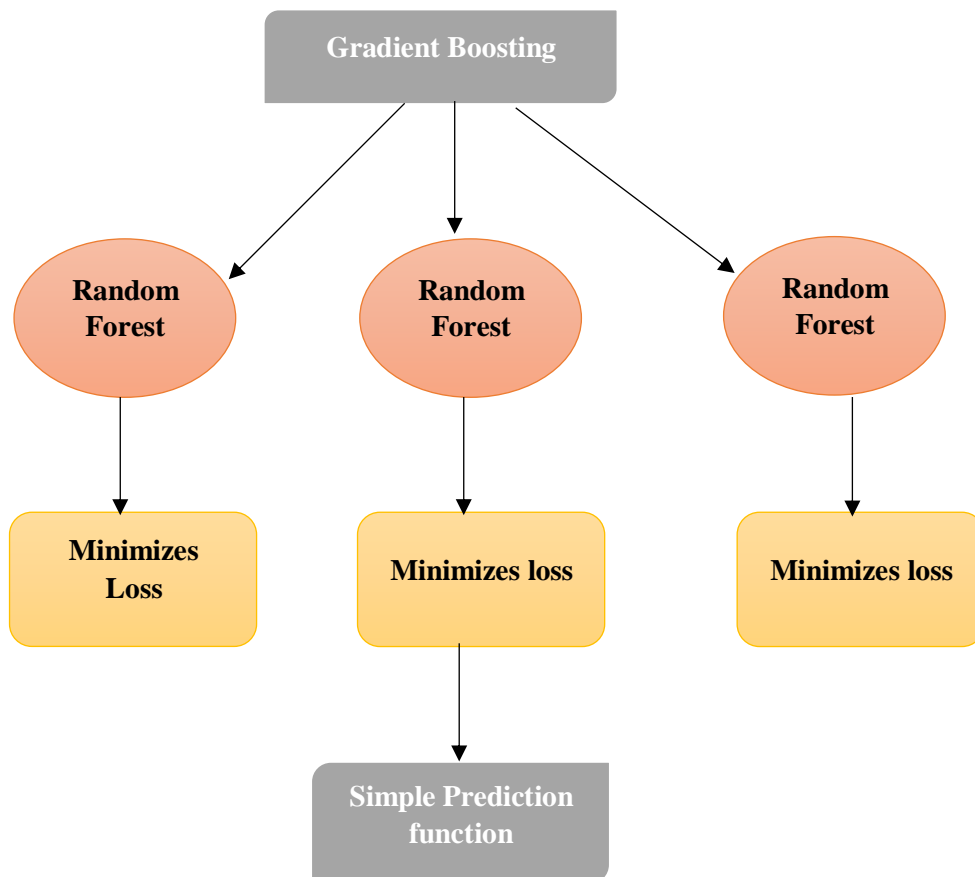 Gradient Boosting
Random
Forest
Random
Forest
Random
Forest
Minimizes
Loss
Minimizes loss
Minimizes loss
Simple Prediction
function